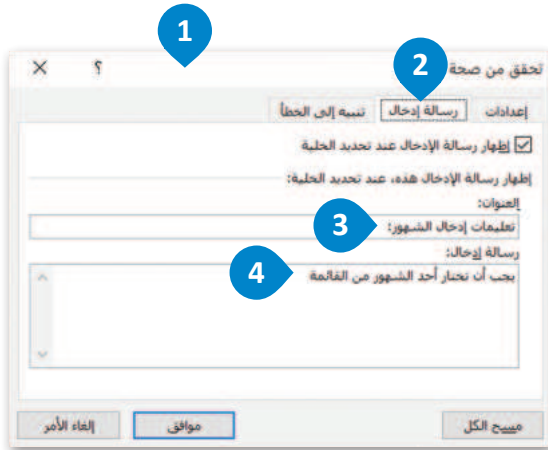 1
تحقق من صحة
2
؟
إعدادات
رسالة إدخال
تنبيه إلى الخطأ
إظهار رسالة الإدخال عند تحديد الخلية
إظهار رسالة الإدخال هذه، عند تحديد الخلية:
العنوان:
تعليمات إدخال الشهور:
3
رسالة إدخال:
يجب أن تختار أحد الشهور من القائمة
4
مسح الكل
موافق
إلغاء الأمر